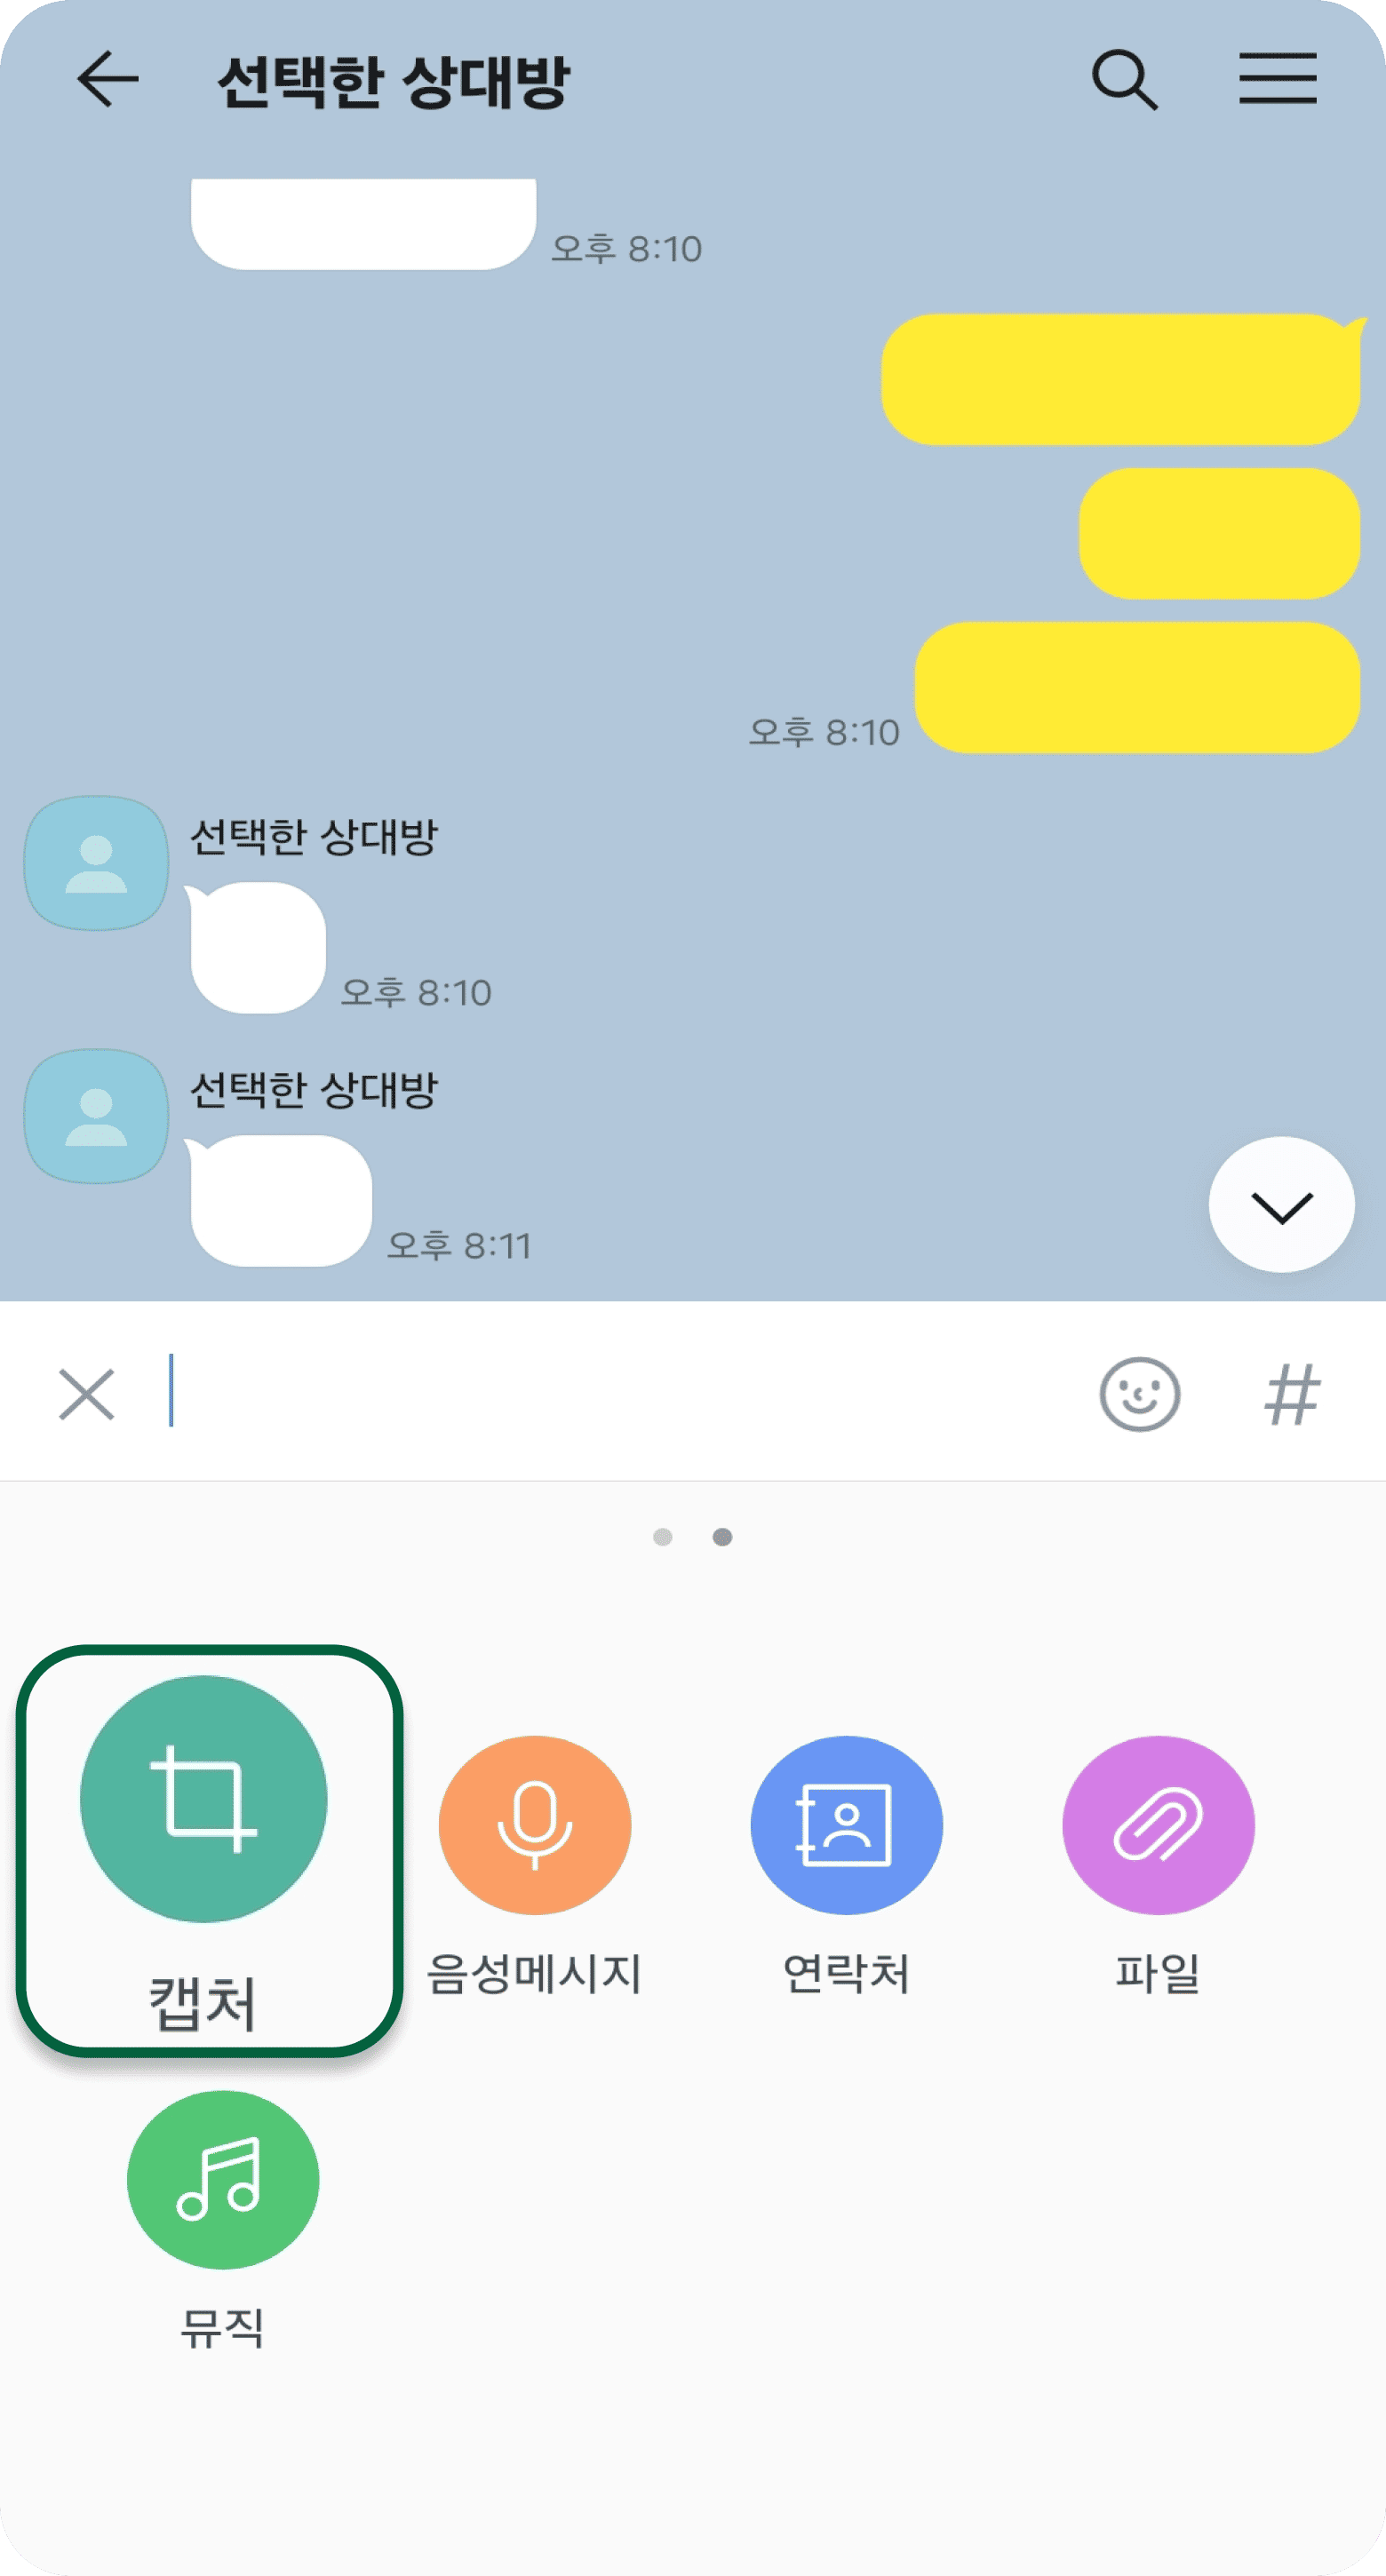 선택한 상대방
오후 8:10
오후 8:10
선택한 상대방
오후 8:10
선택한 상대방
오후 8:11
#
캡처
음성메시지
연락처
파일
뮤직